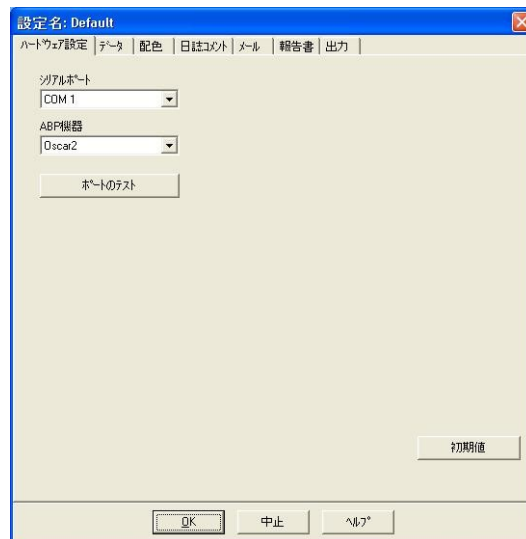 設定名: Default
ﾊｰﾄﾞｳｪｱ設定 ﾃﾞｰﾀ 配色 日誌ｺﾒﾝﾄ ﾒｰﾙ 報告書 出力
ｼﾘｱﾙﾎﾟｰﾄ
COM 1
ABP機器
Oscar2
ﾎﾟｰﾄのﾃｽﾄ
初期値
OK 中止 ﾍﾙﾌﾟ